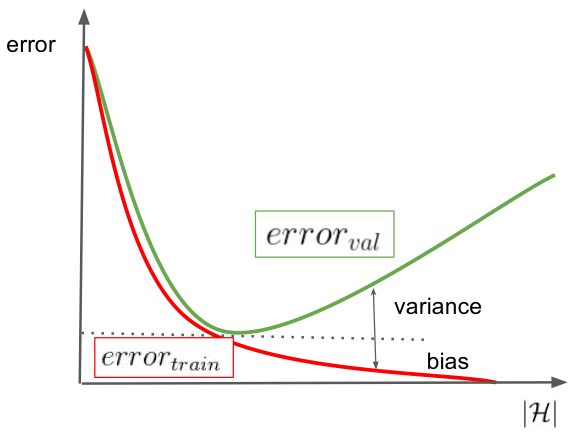 error
error_val
variance
error_train
bias
|ℋ|